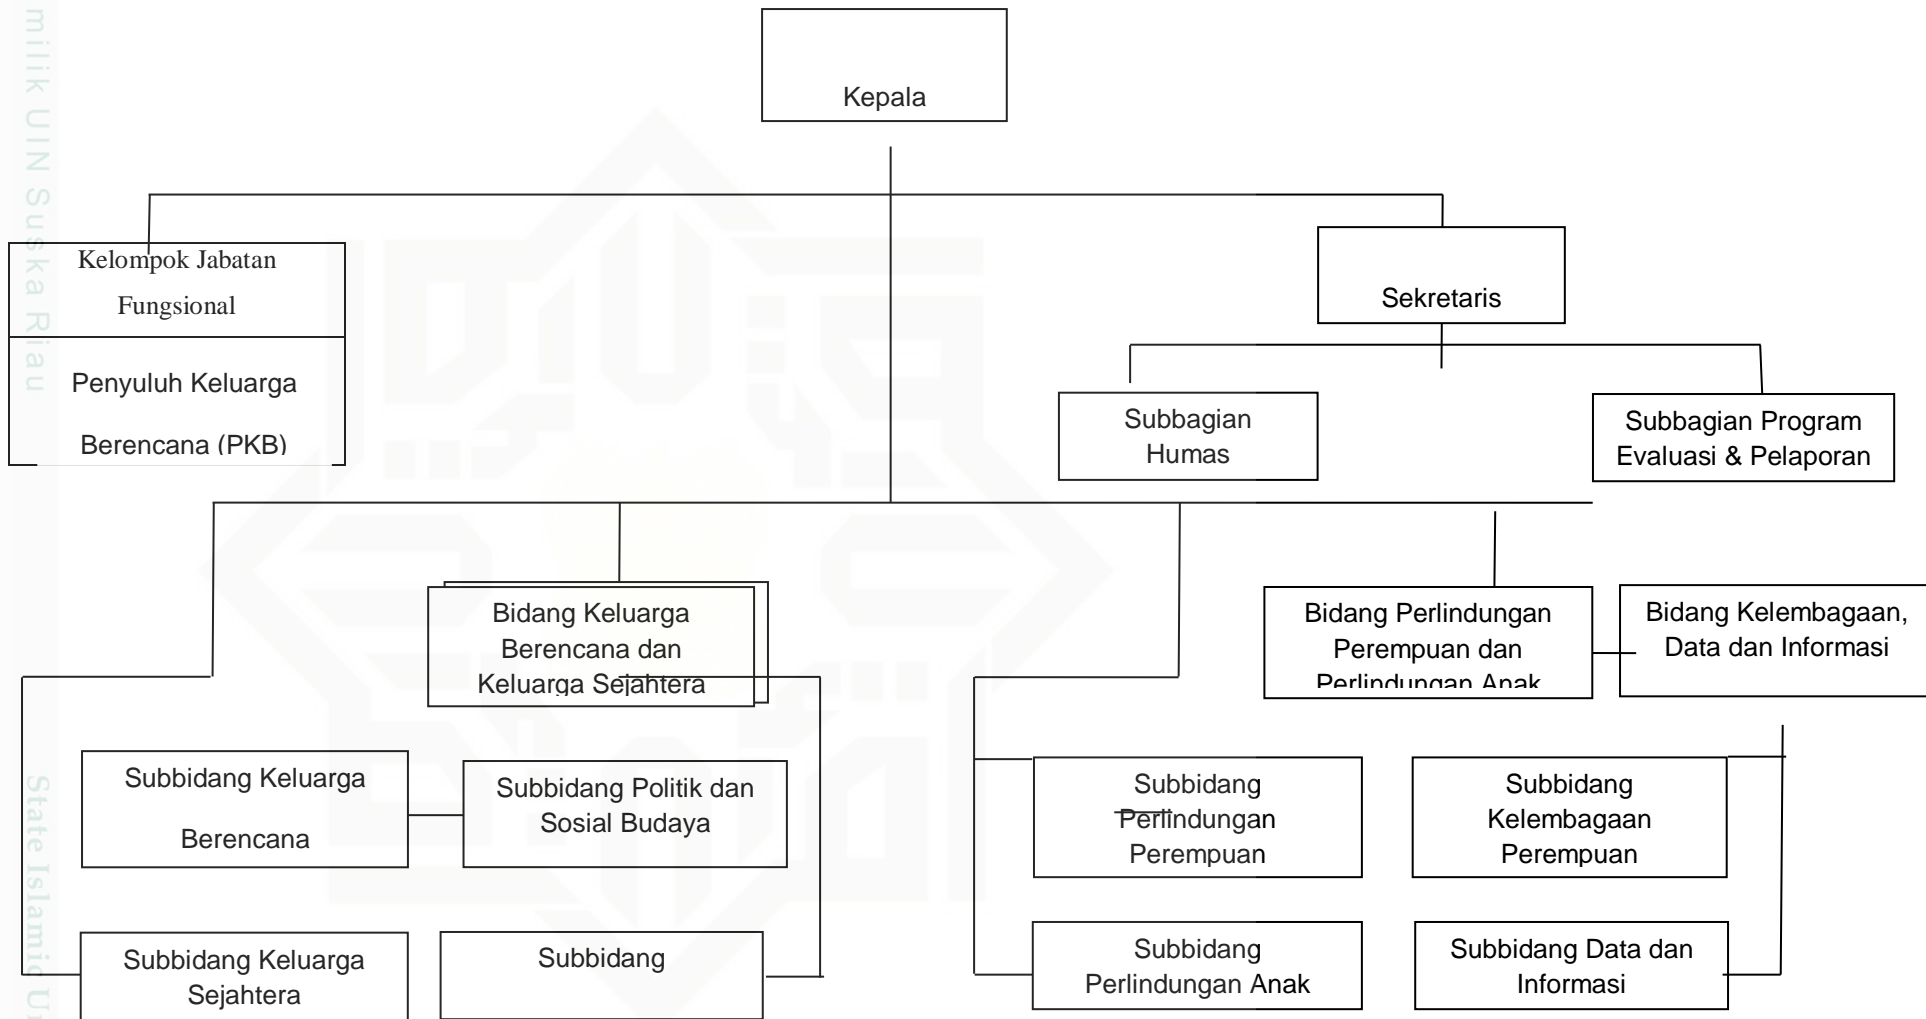 milik UIN Suska Riau
State Islamic Un
Kepala
Kelompok Jabatan
Fungsional
Penyuluh Keluarga
Berencana (PKB)
Sekretaris
Subbagian
Humas
Subbagian Program
Evaluasi & Pelaporan
Bidang Keluarga
Berencana dan
Keluarga Sejahtera
Bidang Perlindungan
Perempuan dan
Perlindungan Anak
Bidang Kelembagaan,
Data dan Informasi
Subbidang Keluarga
Berencana
Subbidang Politik dan
Sosial Budaya
Subbidang
Perlindungan
Perempuan
Subbidang
Kelembagaan
Perempuan
Subbidang Keluarga
Sejahtera
Subbidang
Subbidang
Perlindungan Anak
Subbidang Data dan
Informasi